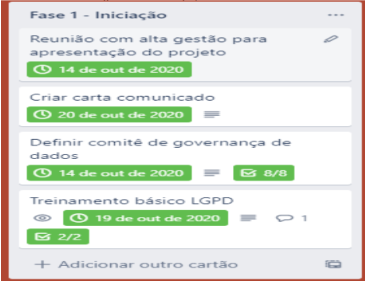 Fase 1 - Iniciação
Reunião com alta gestão para
apresentação do projeto
14 de out de 2020
Criar carta comunicado
20 de out de 2020
Definir comitê de governança de
dados
14 de out de 2020 8/8
Treinamento básico LGPD
19 de out de 2020 1
2/2
+ Adicionar outro cartão